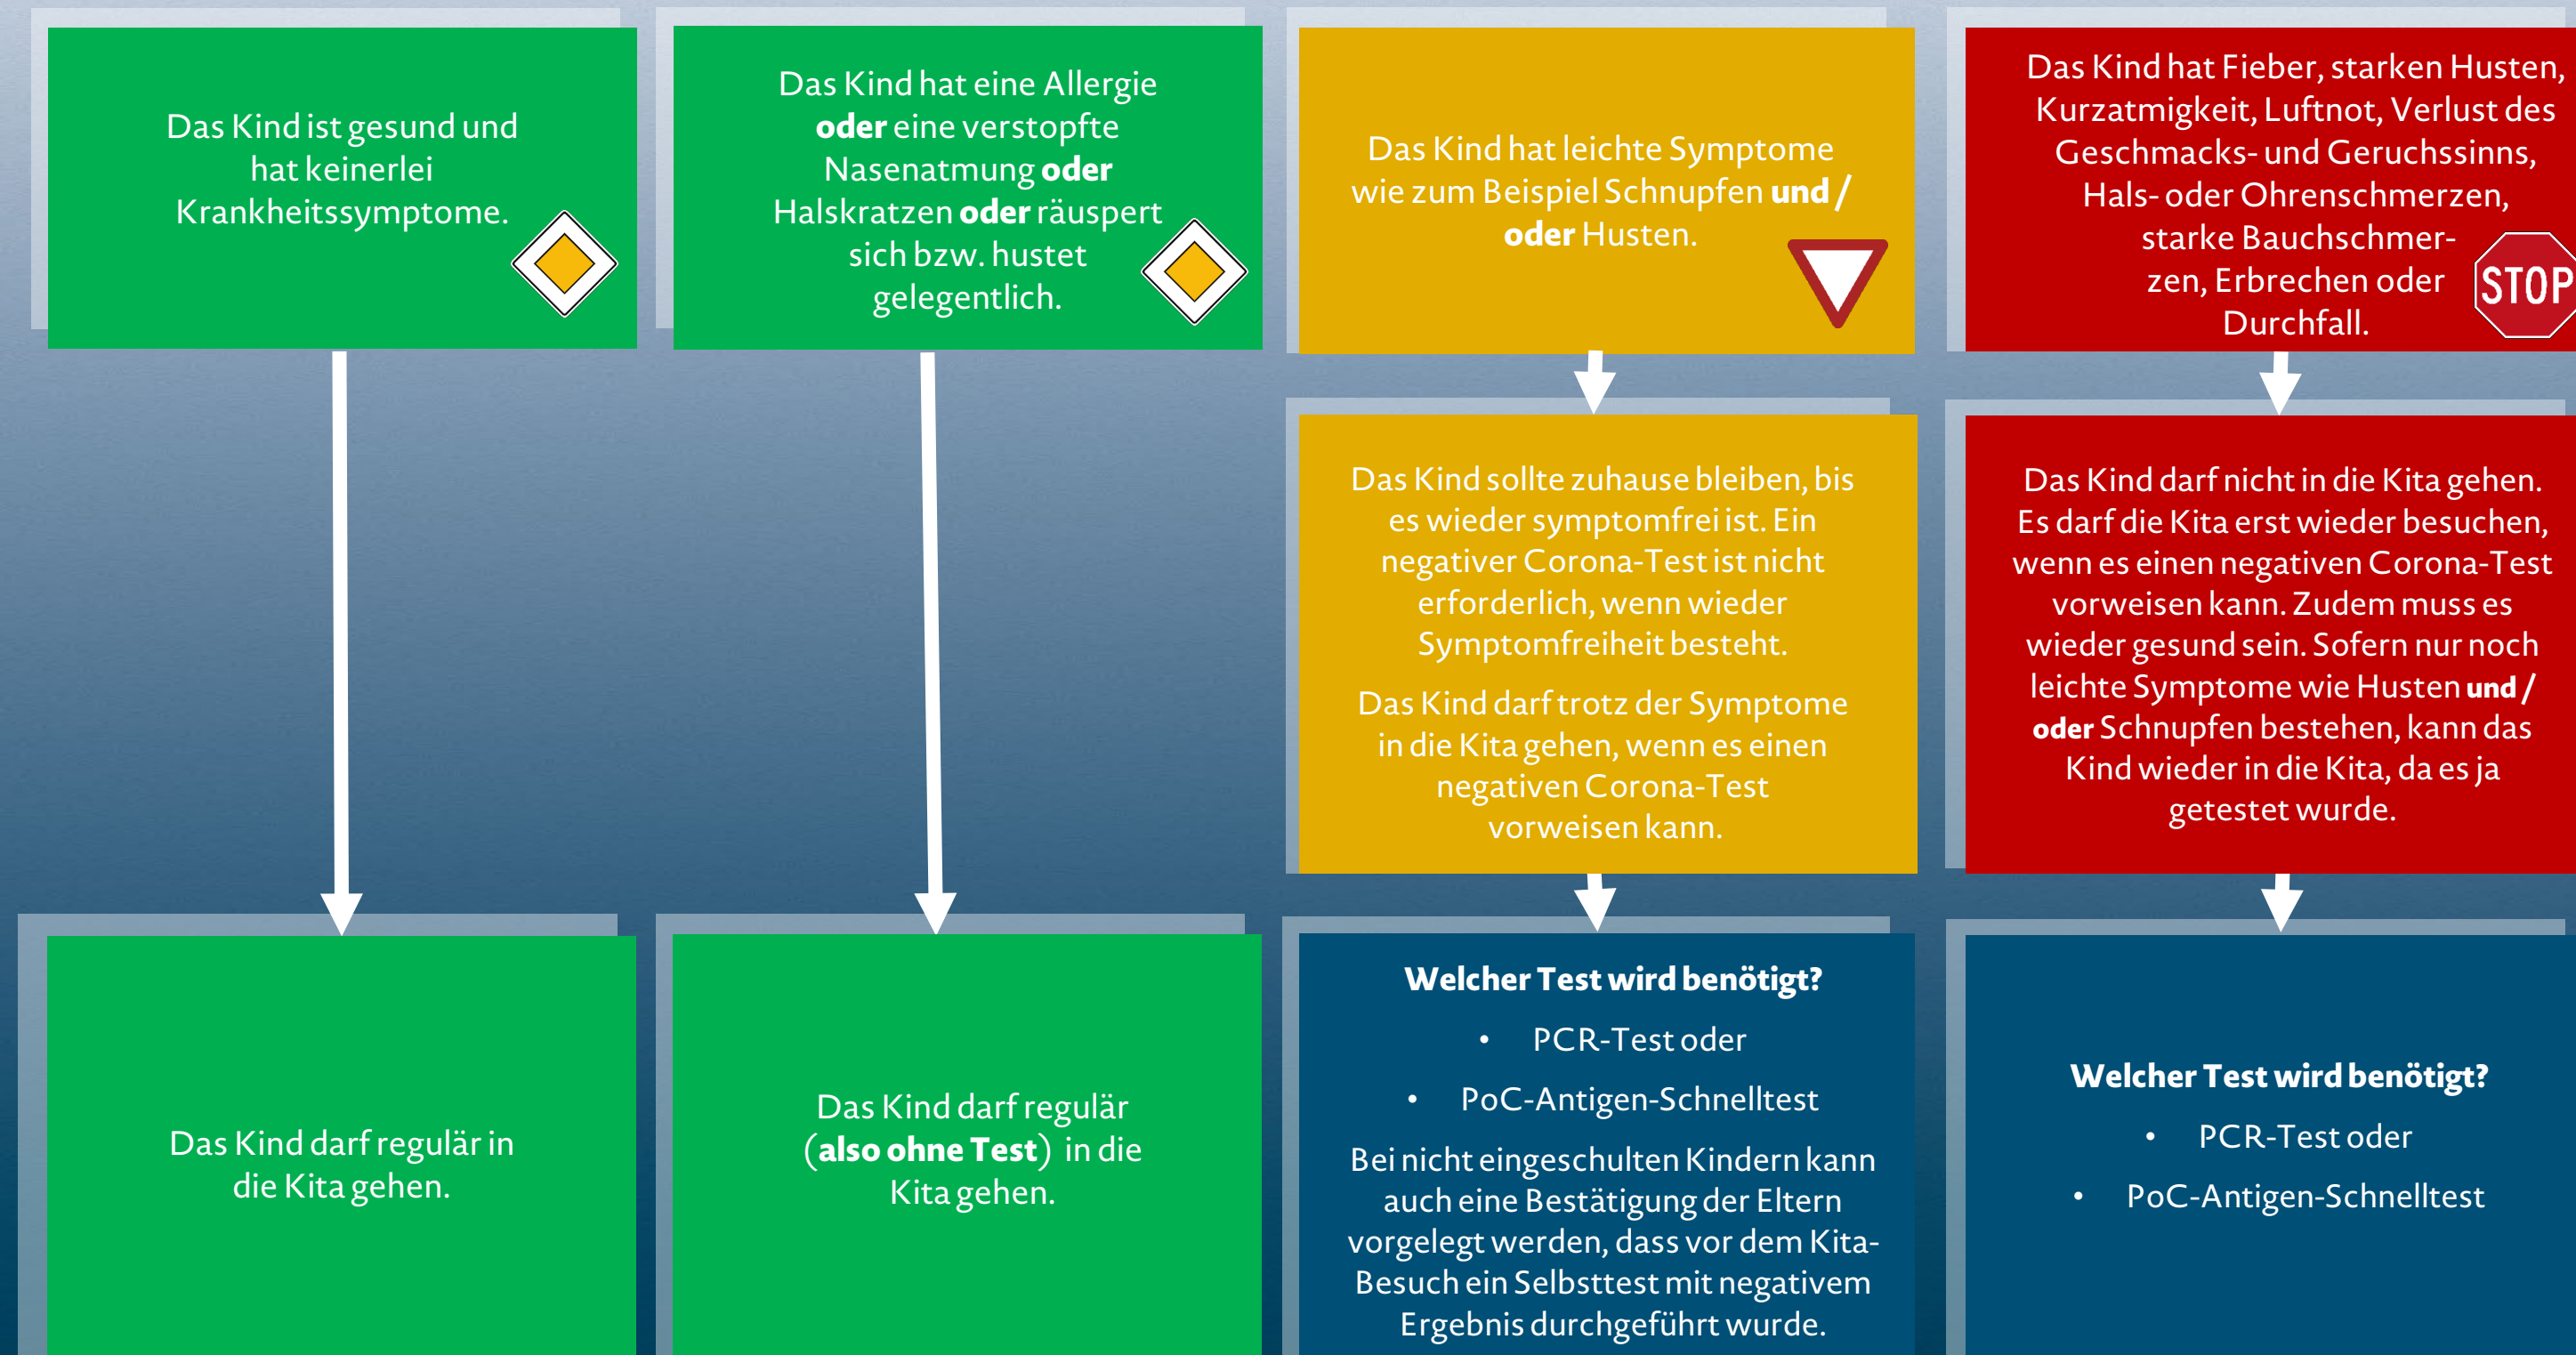 Das Kind ist gesund und
hat keinerlei
Krankheitssymptome.
Das Kind hat eine Allergie
oder eine verstopfte
Nasenatmung oder
Halskratzen oder räuspert
sich bzw. hustet
gelegentlich.
Das Kind hat leichte Symptome
wie zum Beispiel Schnupfen und /
oder Husten.
Das Kind hat Fieber, starken Husten,
Kurzatmigkeit, Luftnot, Verlust des
Geschmacks- und Geruchssinns,
Hals- oder Ohrenschmerzen,
starke Bauchschmer-
zen, Erbrechen oder
Durchfall.
STOP
Das Kind sollte zuhause bleiben, bis
es wieder symptomfrei ist. Ein
negativer Corona-Test ist nicht
erforderlich, wenn wieder
Symptomfreiheit besteht.
Das Kind darf trotz der Symptome
in die Kita gehen, wenn es einen
negativen Corona-Test
vorweisen kann.
Das Kind darf nicht in die Kita gehen.
Es darf die Kita erst wieder besuchen,
wenn es einen negativen Corona-Test
vorweisen kann. Zudem muss es
wieder gesund sein. Sofern nur noch
leichte Symptome wie Husten und /
oder Schnupfen bestehen, kann das
Kind wieder in die Kita, da es ja
getestet wurde.
Das Kind darf regulär in
die Kita gehen.
Das Kind darf regulär
(also ohne Test) in die
Kita gehen.
Welcher Test wird benötigt?
• PCR-Test oder
• PoC-Antigen-Schnelltest
Bei nicht eingeschulten Kindern kann
auch eine Bestätigung der Eltern
vorgelegt werden, dass vor dem Kita-
Besuch ein Selbsttest mit negativem
Ergebnis durchgeführt wurde.
Welcher Test wird benötigt?
• PCR-Test oder
• PoC-Antigen-Schnelltest